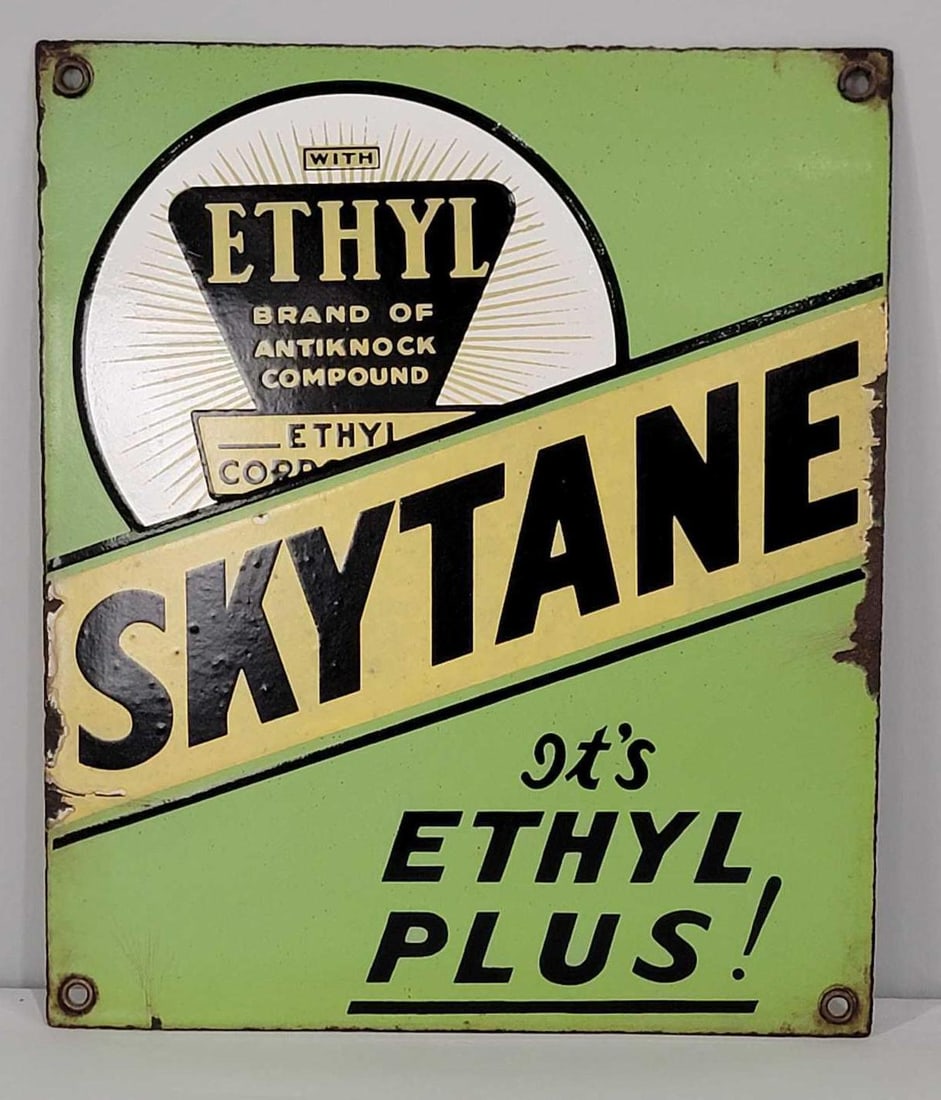 WITH
ETHYL
BRAND OF
ANTIKNOCK
COMPOUND
ETHYL
SKYTANE
It's
ETHYL
PLUS!